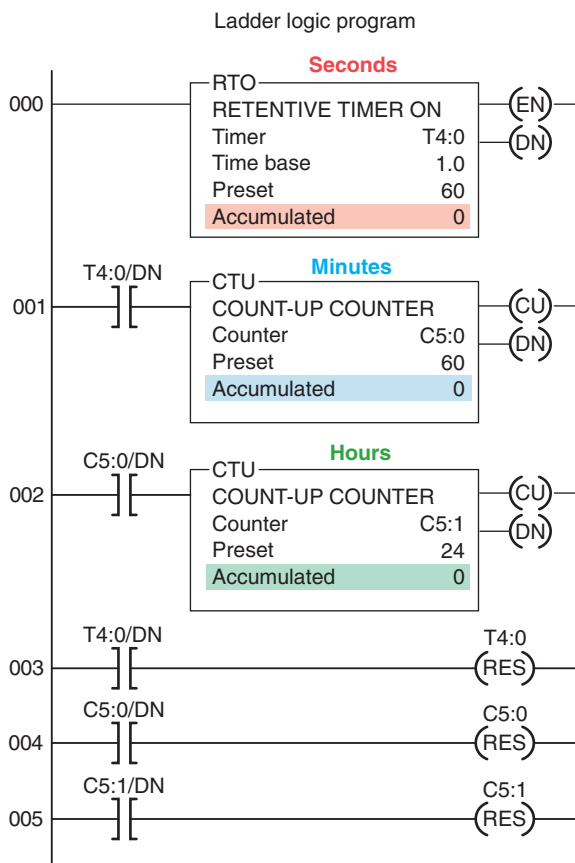 Ladder logic program
Seconds
000
RTO
RETENTIVE TIMER ON
Timer T4:0
Time base 1.0
Preset 60
Accumulated 0
EN
DN
Minutes
T4:0/DN
001
CTU
COUNT-UP COUNTER
Counter C5:0
Preset 60
Accumulated 0
CU
DN
Hours
C5:0/DN
002
CTU
COUNT-UP COUNTER
Counter C5:1
Preset 24
Accumulated 0
CU
DN
T4:0/DN T4:0
003 RES
C5:0/DN C5:0
004 RES
C5:1/DN C5:1
005 RES